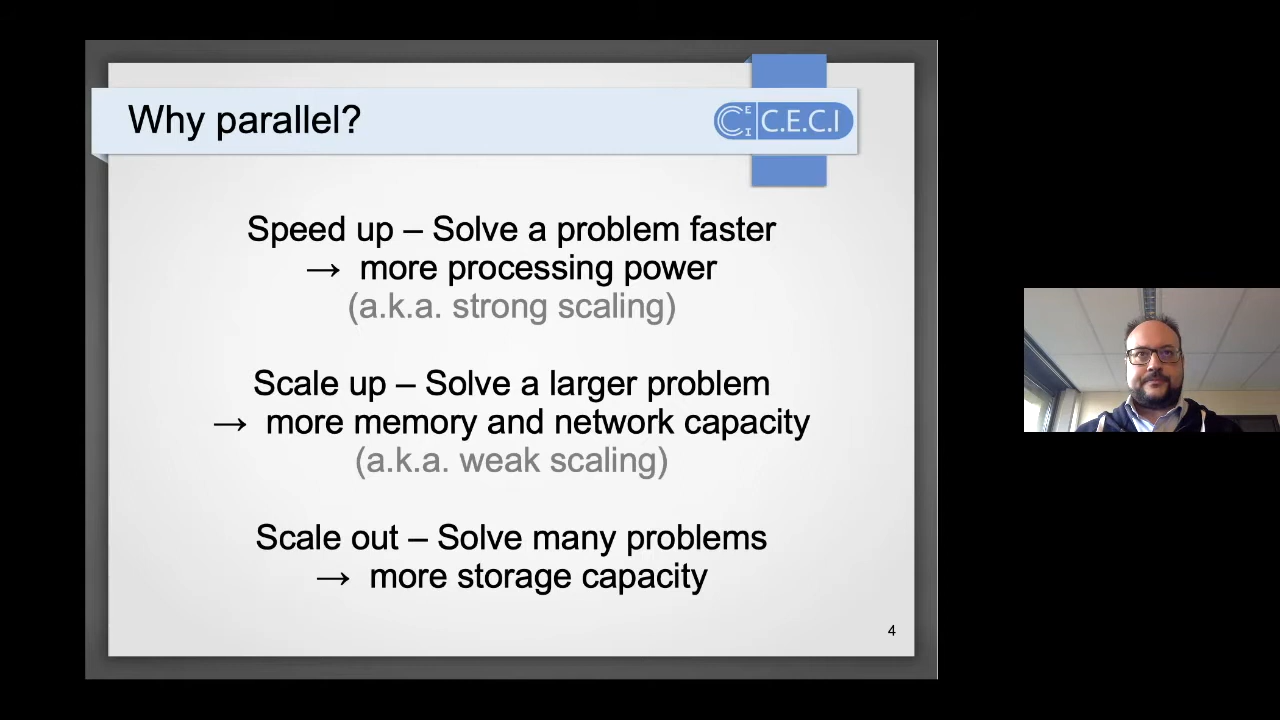 Why parallel?
C E I C.E.C.I
Speed up – Solve a problem faster
→ more processing power
(a.k.a. strong scaling)
Scale up – Solve a larger problem
→ more memory and network capacity
(a.k.a. weak scaling)
Scale out – Solve many problems
→ more storage capacity
4